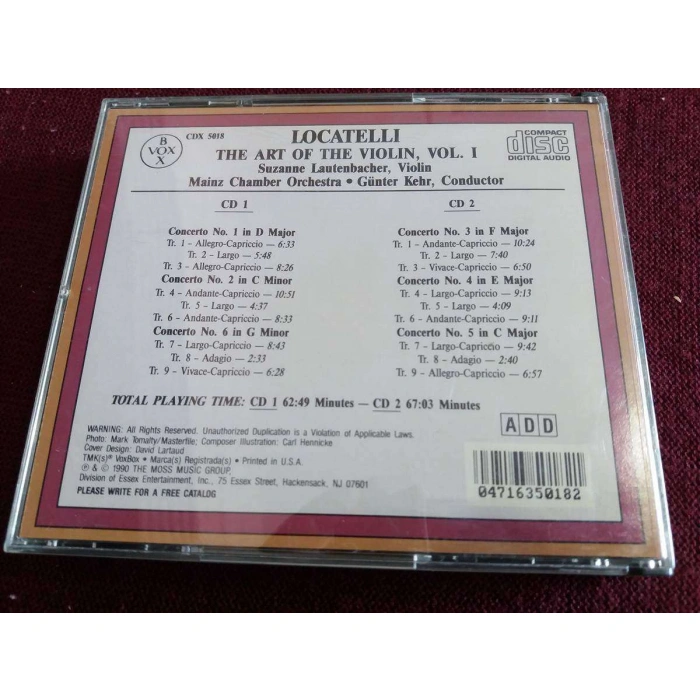 B
VOX
X
CDX 5018
LOCATELLI
THE ART OF THE VIOLIN, VOL. I
Suzanne Lautenbacher, Violin
Mainz Chamber Orchestra • Günter Kehr, Conductor
COMPACT
disc
DIGITAL AUDIO
CD 1
Concerto No. 1 in D Major
Tr. 1 – Allegro-Capriccio – 6:33
Tr. 2 – Largo – 5:48
Tr. 3 – Allegro-Capriccio – 8:26
Concerto No. 2 in C Minor
Tr. 4 – Andante-Capriccio – 10:51
Tr. 5 – Largo – 4:37
Tr. 6 – Andante-Capriccio – 8:33
Concerto No. 6 in G Minor
Tr. 7 – Largo-Capriccio – 8:43
Tr. 8 – Adagio – 2:33
Tr. 9 – Vivace-Capriccio – 6:28
CD 2
Concerto No. 3 in F Major
Tr. 1 – Andante-Capriccio – 10:24
Tr. 2 – Largo – 7:40
Tr. 3 – Vivace-Capriccio – 6:50
Concerto No. 4 in E Major
Tr. 4 – Largo-Capriccio – 9:13
Tr. 5 – Largo – 4:09
Tr. 6 – Andante-Capriccio – 9:11
Concerto No. 5 in C Major
Tr. 7 – Largo-Capriccio – 9:42
Tr. 8 – Adagio – 2:40
Tr. 9 – Allegro-Capriccio – 6:57
TOTAL PLAYING TIME: CD 1 62:49 Minutes — CD 2 67:03 Minutes
ADD
WARNING: All Rights Reserved. Unauthorized Duplication is a Violation of Applicable Laws.
Photo: Mark Tomalty/Masterfile; Composer Illustration: Carl Hennicke
Cover Design: David Lartaud
TMK(s)® VoxBox • Marca(s) Registrada(s) • Printed in U.S.A.
℗ & © 1990 THE MOSS MUSIC GROUP,
Division of Essex Entertainment, Inc., 75 Essex Street, Hackensack, NJ 07601
PLEASE WRITE FOR A FREE CATALOG
04716350182